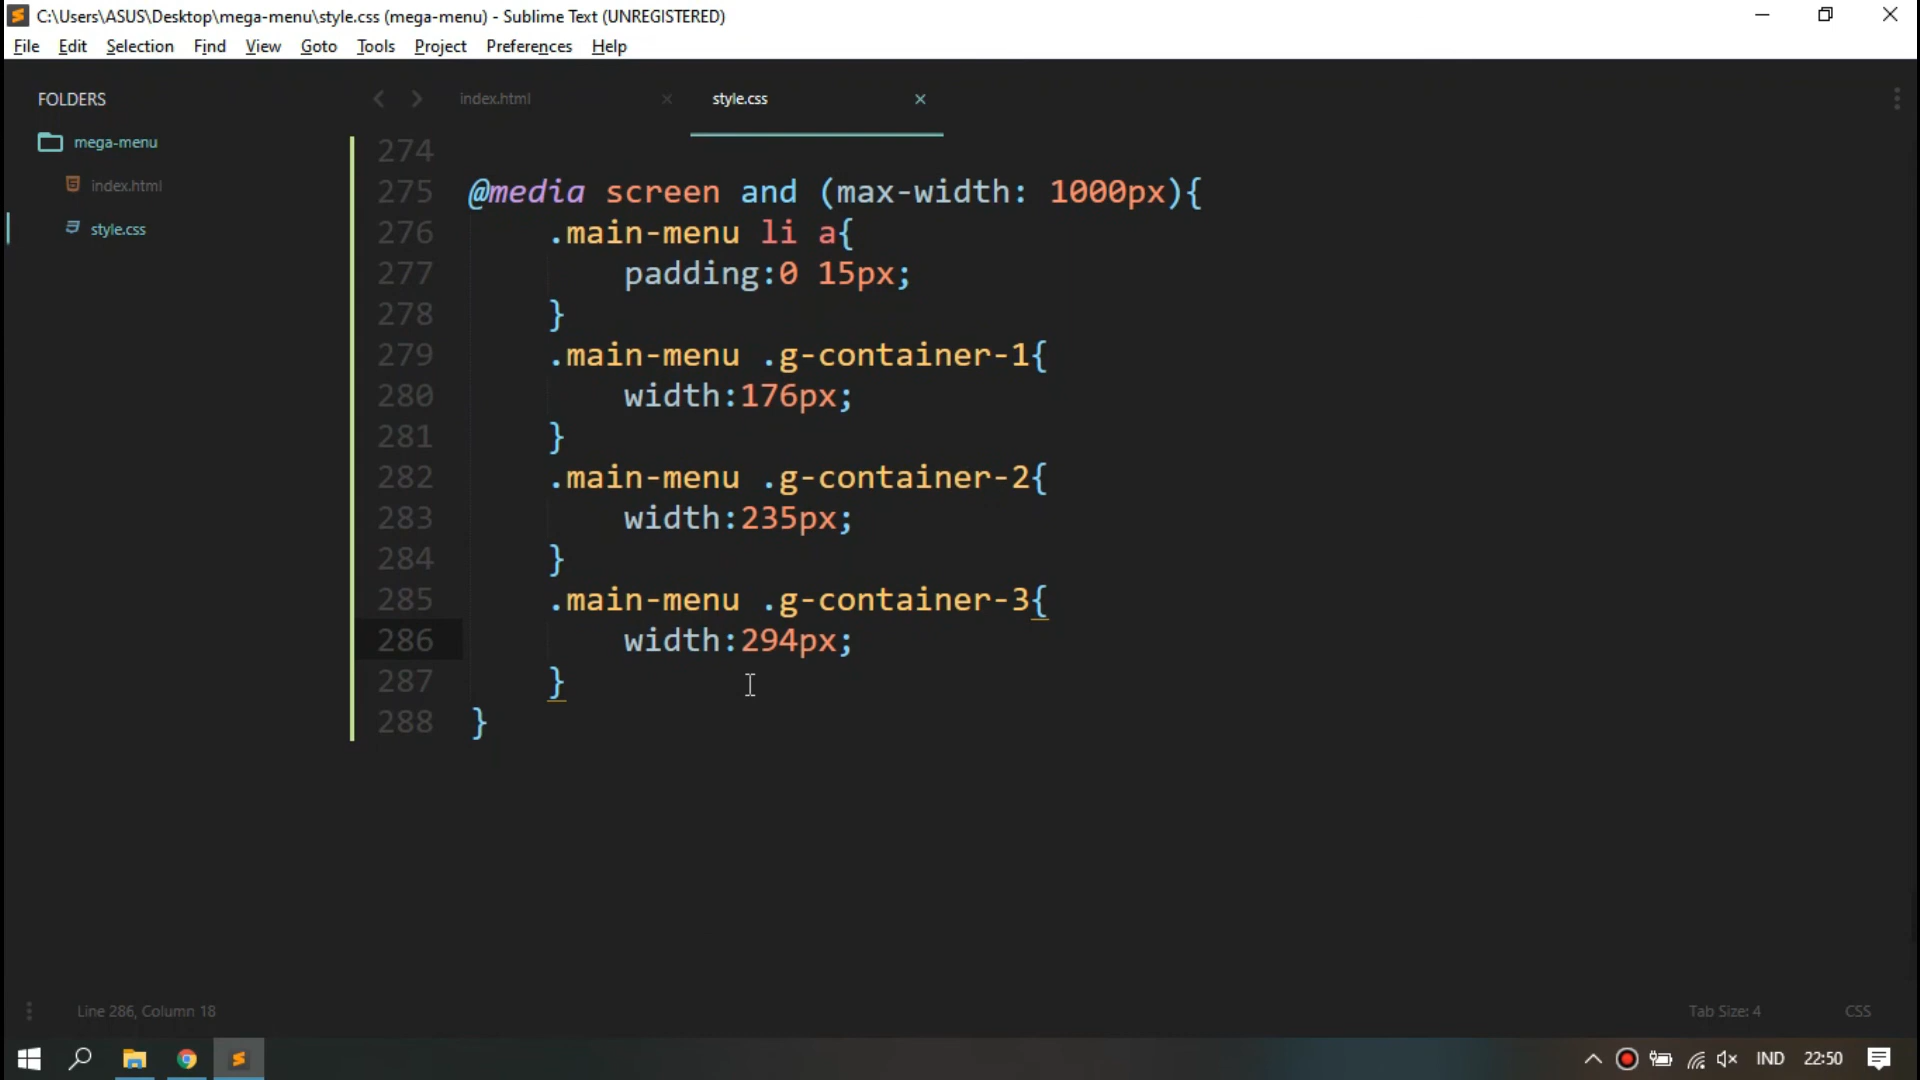 C:\Users\ASUS\Desktop\mega-menu\style.css (mega-menu) - Sublime Text (UNREGISTERED)
File Edit Selection Find View Goto Tools Project Preferences Help
FOLDERS
mega-menu
index.html
style.css
index.html
style.css
274
275 @media screen and (max-width: 1000px){
276 .main-menu li a{
277 padding:0 15px;
278 }
279 .main-menu .g-container-1{
280 width:176px;
281 }
282 .main-menu .g-container-2{
283 width:235px;
284 }
285 .main-menu .g-container-3{
286 width:294px;
287 }
288 }
Line 286, Column 18
Tab Size: 4
CSS
IND
22:50